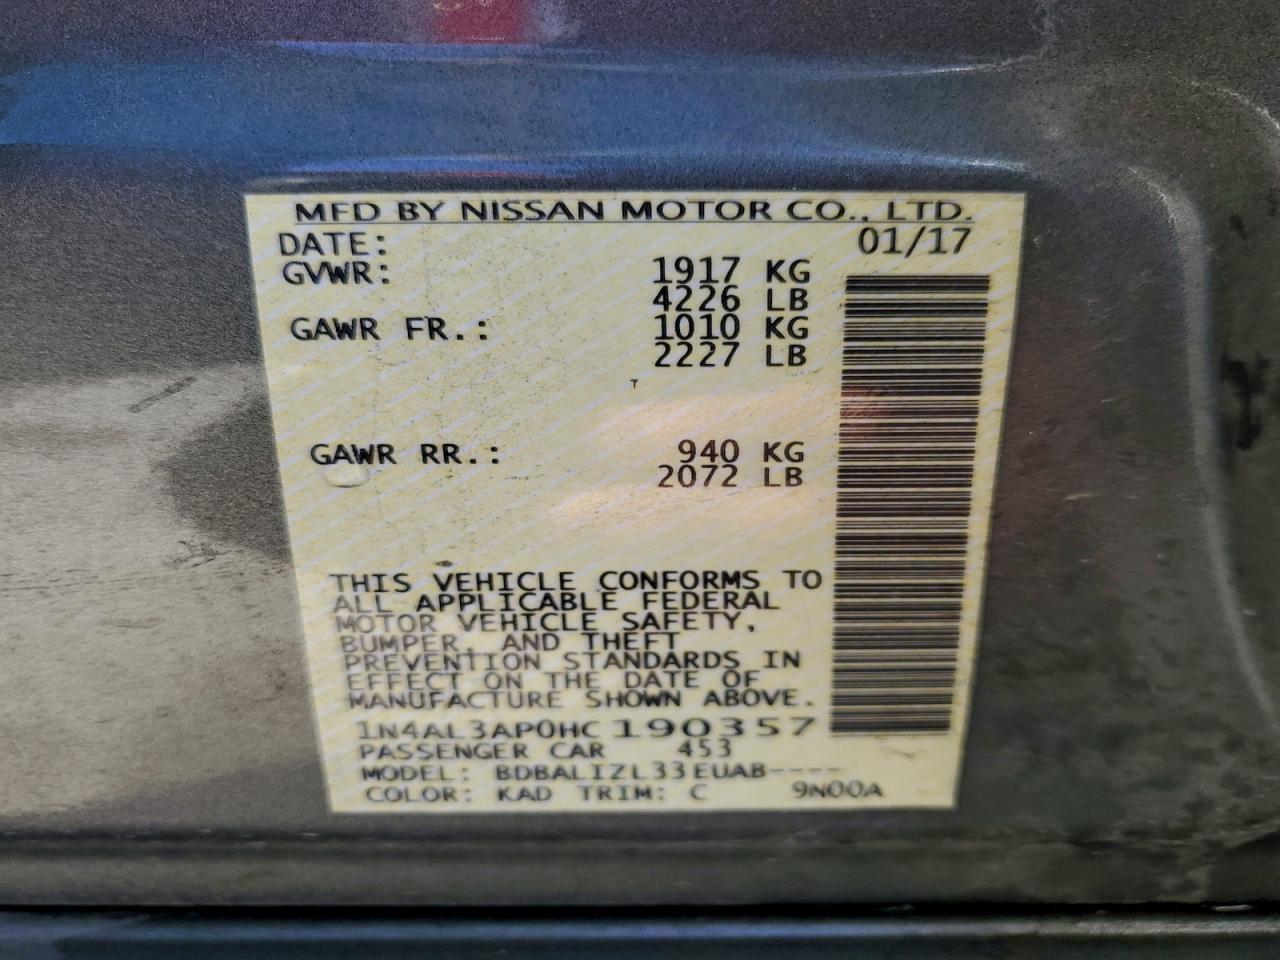 MFD BY NISSAN MOTOR CO., LTD.
DATE: 01/17
GVWR: 1917 KG
4226 LB
GAWR FR.: 1010 KG
2227 LB
GAWR RR.: 940 KG
2072 LB
THIS VEHICLE CONFORMS TO
ALL APPLICABLE FEDERAL
MOTOR VEHICLE SAFETY,
BUMPER, AND THEFT
PREVENTION STANDARDS IN
EFFECT ON THE DATE OF
MANUFACTURE SHOWN ABOVE.
1N4AL3AP0HC190357
PASSENGER CAR 453
MODEL: BDBALIZL33EUAB----
COLOR: KAD TRIM: C 9N00A